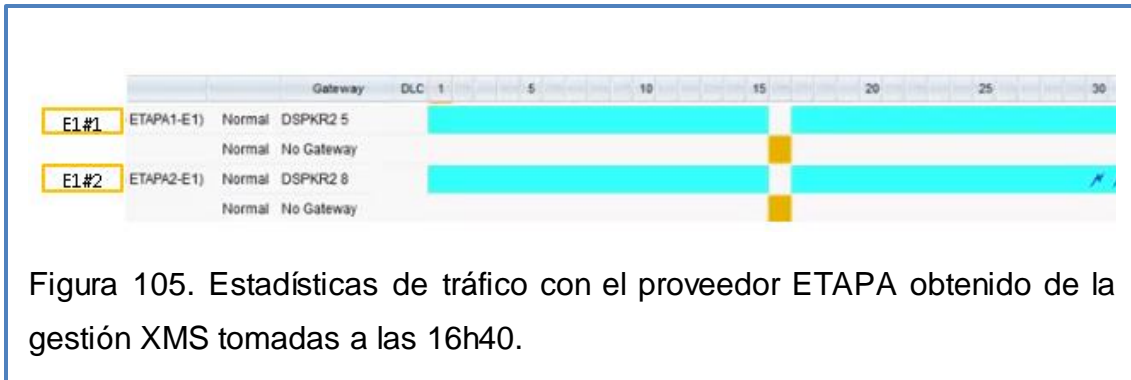 Gateway DLC 1 5 10 15 20 25 30
E1#1 ETAPA1-E1) Normal DSPKR2 5
Normal No Gateway
E1#2 ETAPA2-E1) Normal DSPKR2 8
Normal No Gateway
Figura 105. Estadísticas de tráfico con el proveedor ETAPA obtenido de la
gestión XMS tomadas a las 16h40.